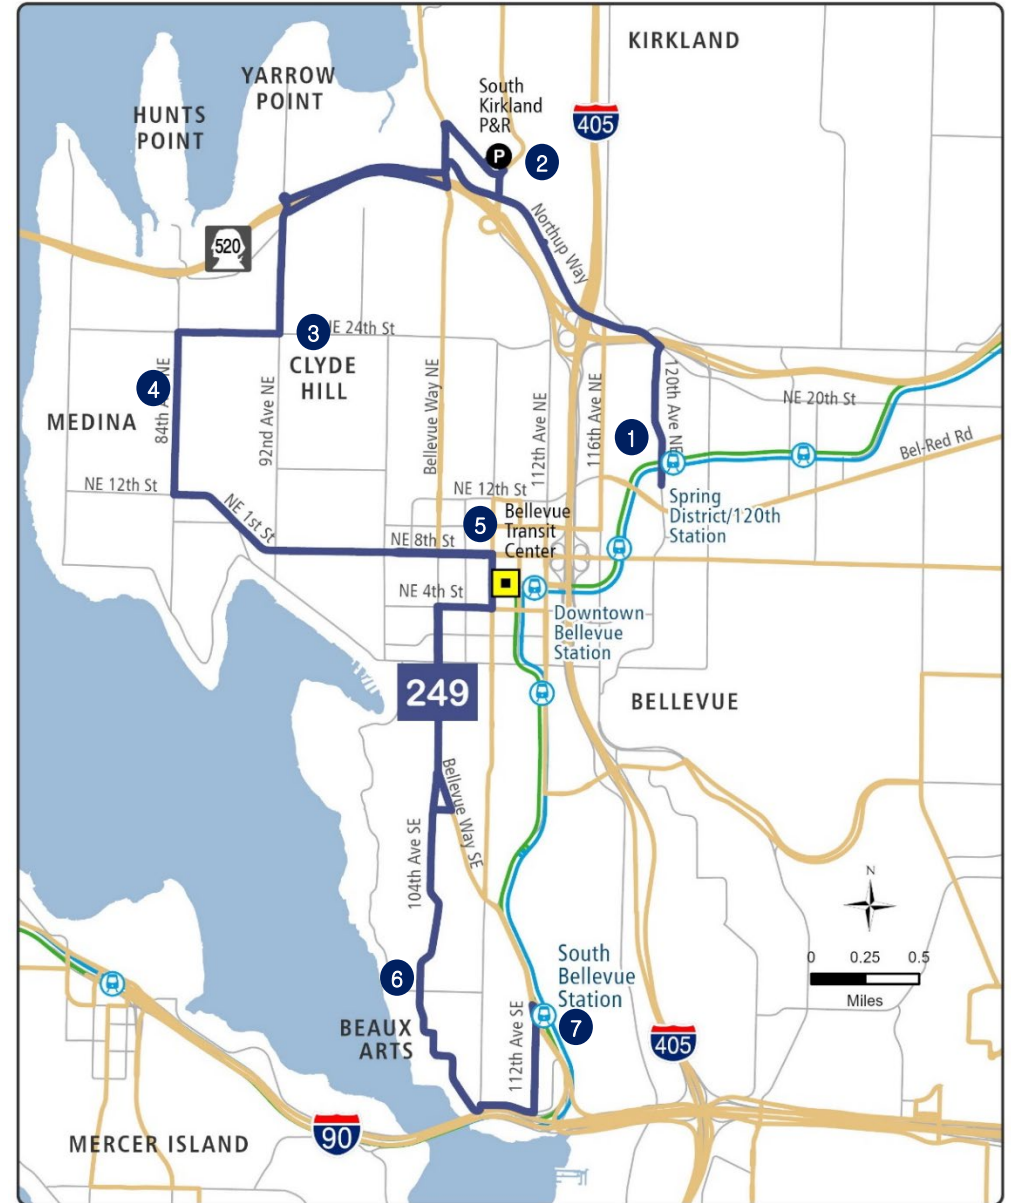 KIRKLAND
YARROW
POINT
HUNTS
POINT
South
Kirkland
P&R
P
2
405
520
Northup Way
3
NE 24th St
CLYDE
HILL
4
84th Ave NE
MEDINA
92nd Ave NE
Bellevue Way NE
112th Ave NE
116th Ave NE
120th Ave NE
1
NE 20th St
Bel-Red Rd
NE 12th St
NE 1st St
NE 12th St
5
Bellevue
Transit
Center
Spring
District/120th
Station
NE 8th St
NE 4th St
Downtown
Bellevue
Station
249
BELLEVUE
Bellevue Way SE
104th Ave SE
N
0 0.25 0.5
Miles
6
South
Bellevue
Station
7
BEAUX
ARTS
112th Ave SE
405
90
MERCER ISLAND